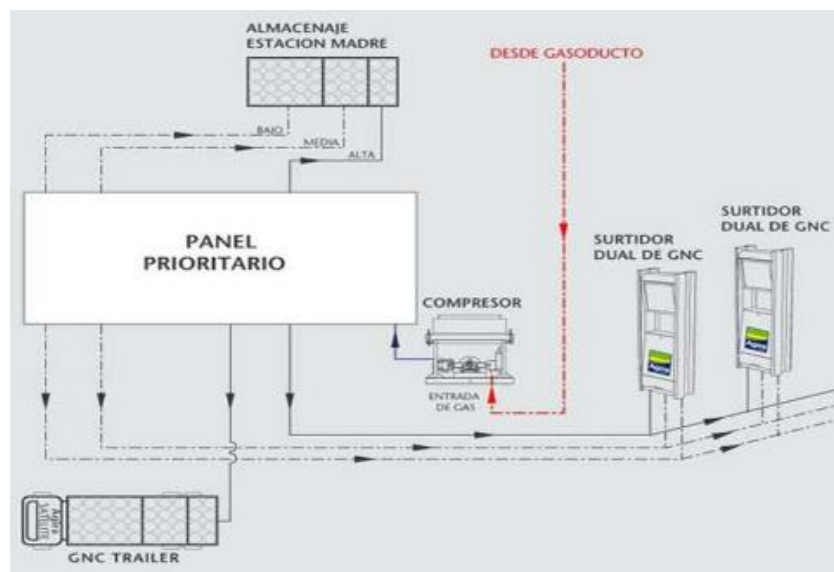 ALMACENAJE
ESTACION MADRE
DESDE GASODUCTO
BAJO
MEDIA
ALTA
PANEL
PRIORITARIO
SURTIDOR
DUAL DE GNC
SURTIDOR
DUAL DE GNC
COMPRESOR
ENTRADA
DE GAS
SATELITE
GNC TRAILER